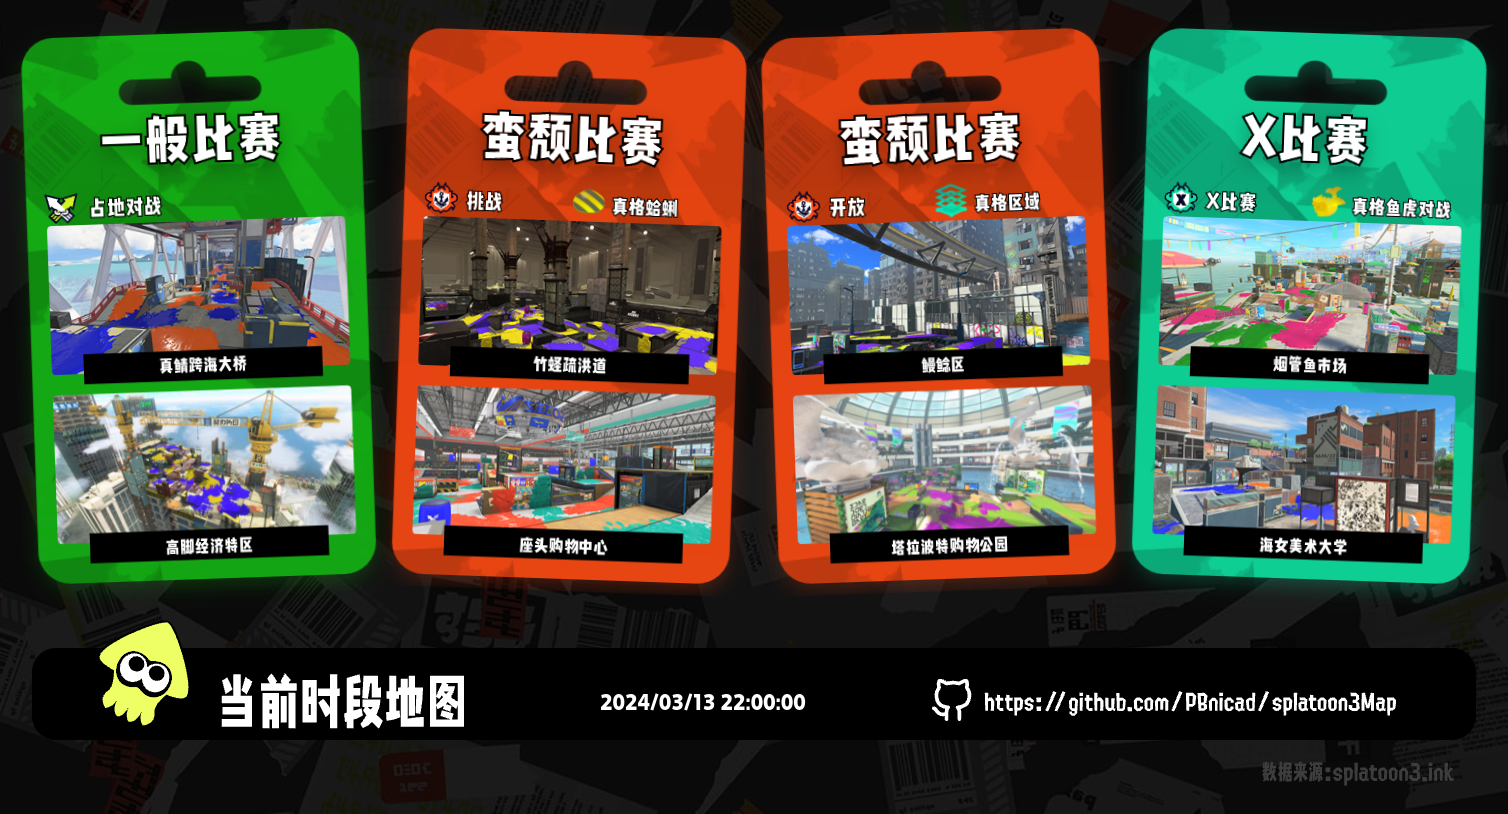 一般比赛
占地对战
真鲷跨海大桥
高脚经济特区
蛮颓比赛
挑战
真格蛤蜊
竹蛏疏洪道
座头购物中心
蛮颓比赛
开放
真格区域
鳗鲶区
塔拉波特购物公园
X比赛
X比赛
真格鱼虎对战
烟管鱼市场
海女美术大学
当前时段地图
2024/03/13 22:00:00
https://github.com/PBnicad/splatoon3Map
数据来源:splatoon3.ink